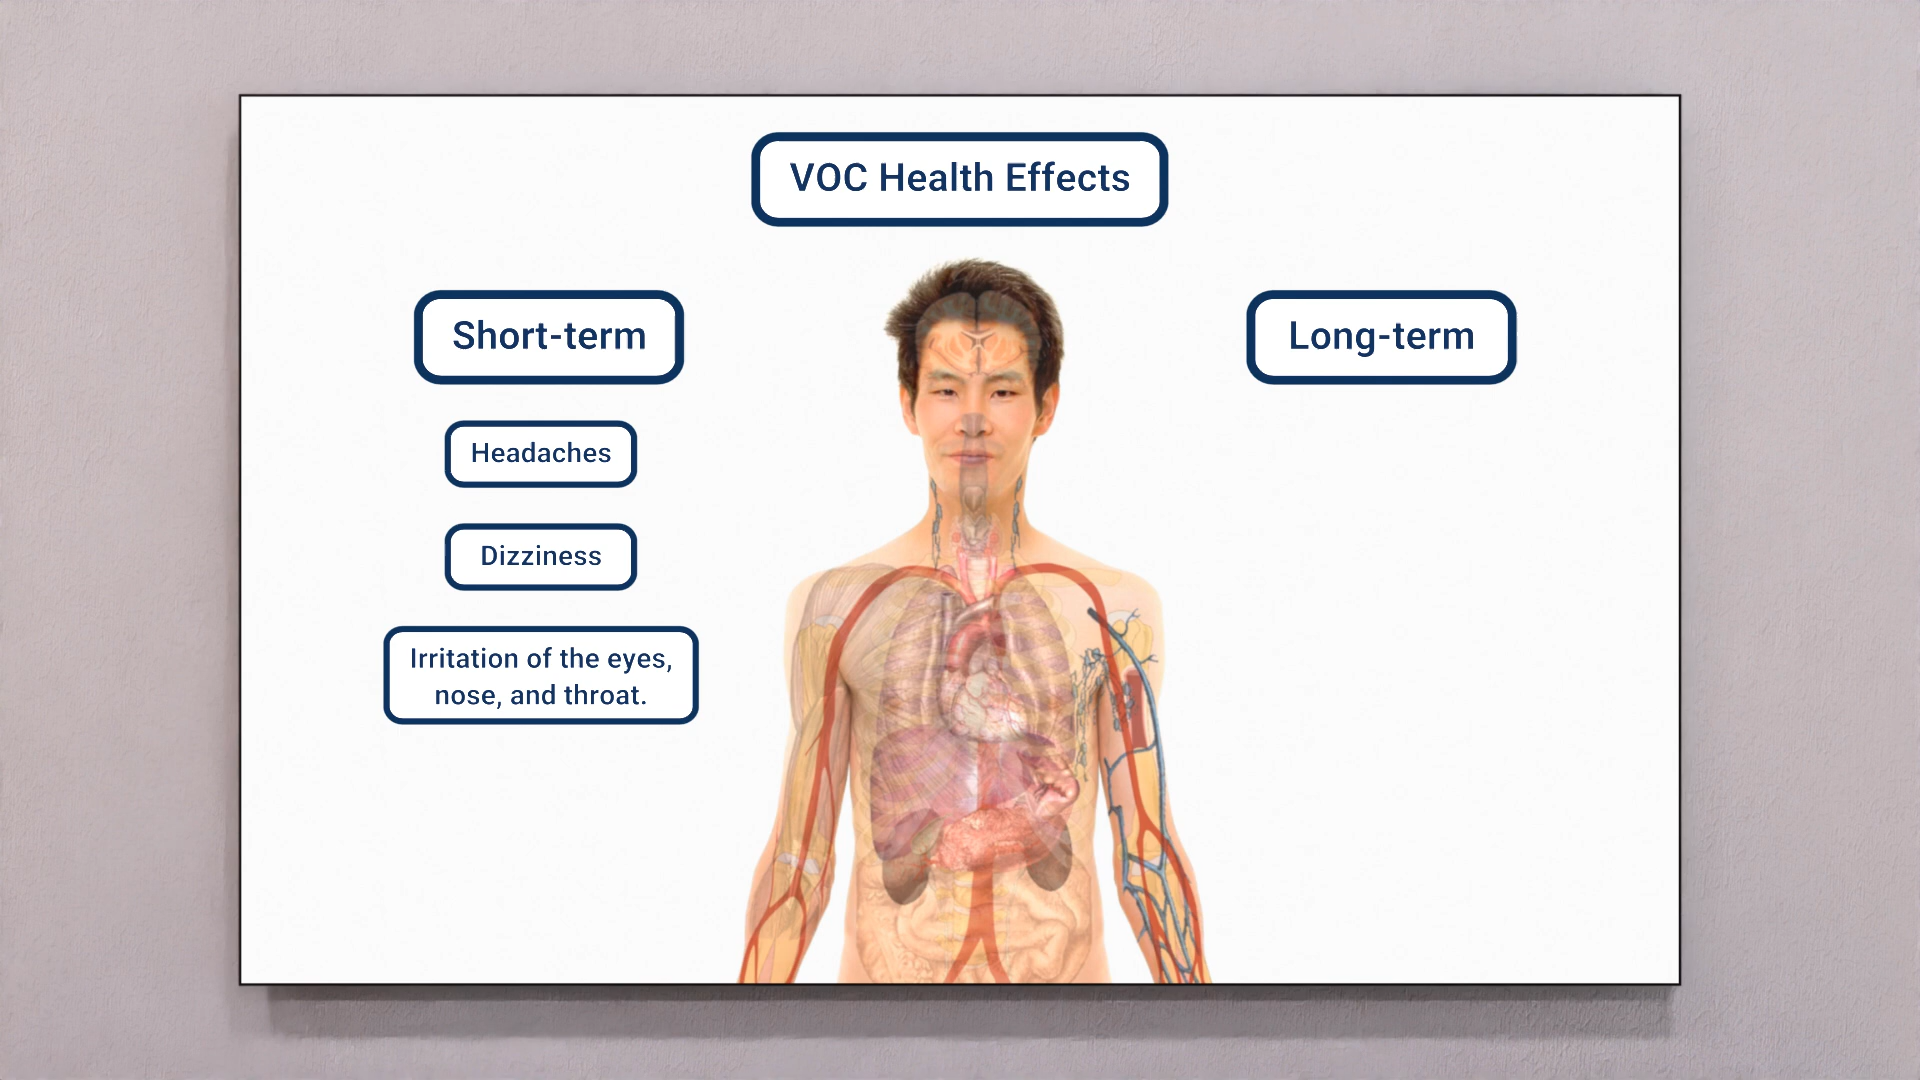 VOC Health Effects
Short-term
Headaches
Dizziness
Irritation of the eyes,
nose, and throat.
Long-term